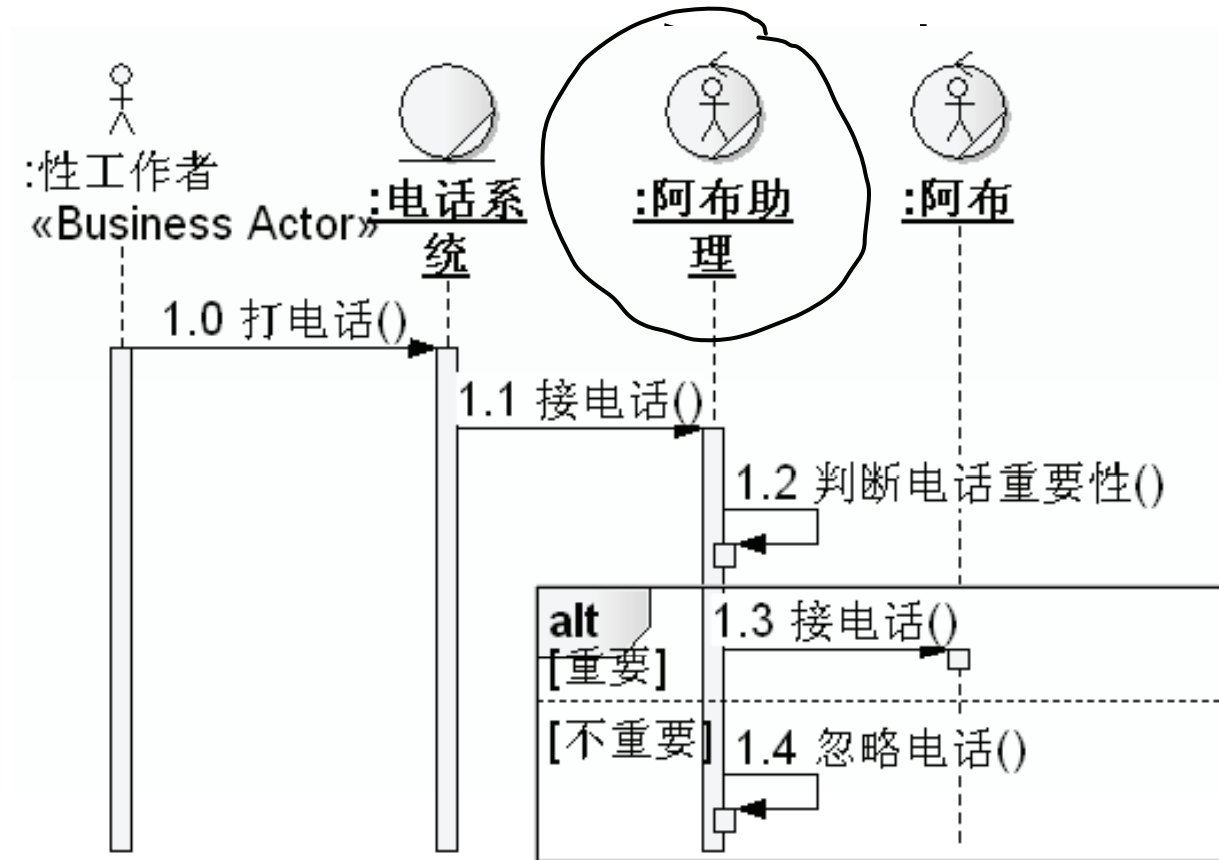 :性工作者
«Business Actor»
:电话系
统
:阿布助
理
:阿布
1.0 打电话()
1.1 接电话()
1.2 判断电话重要性()
alt
1.3 接电话()
[重要]
[不重要]
1.4 忽略电话()